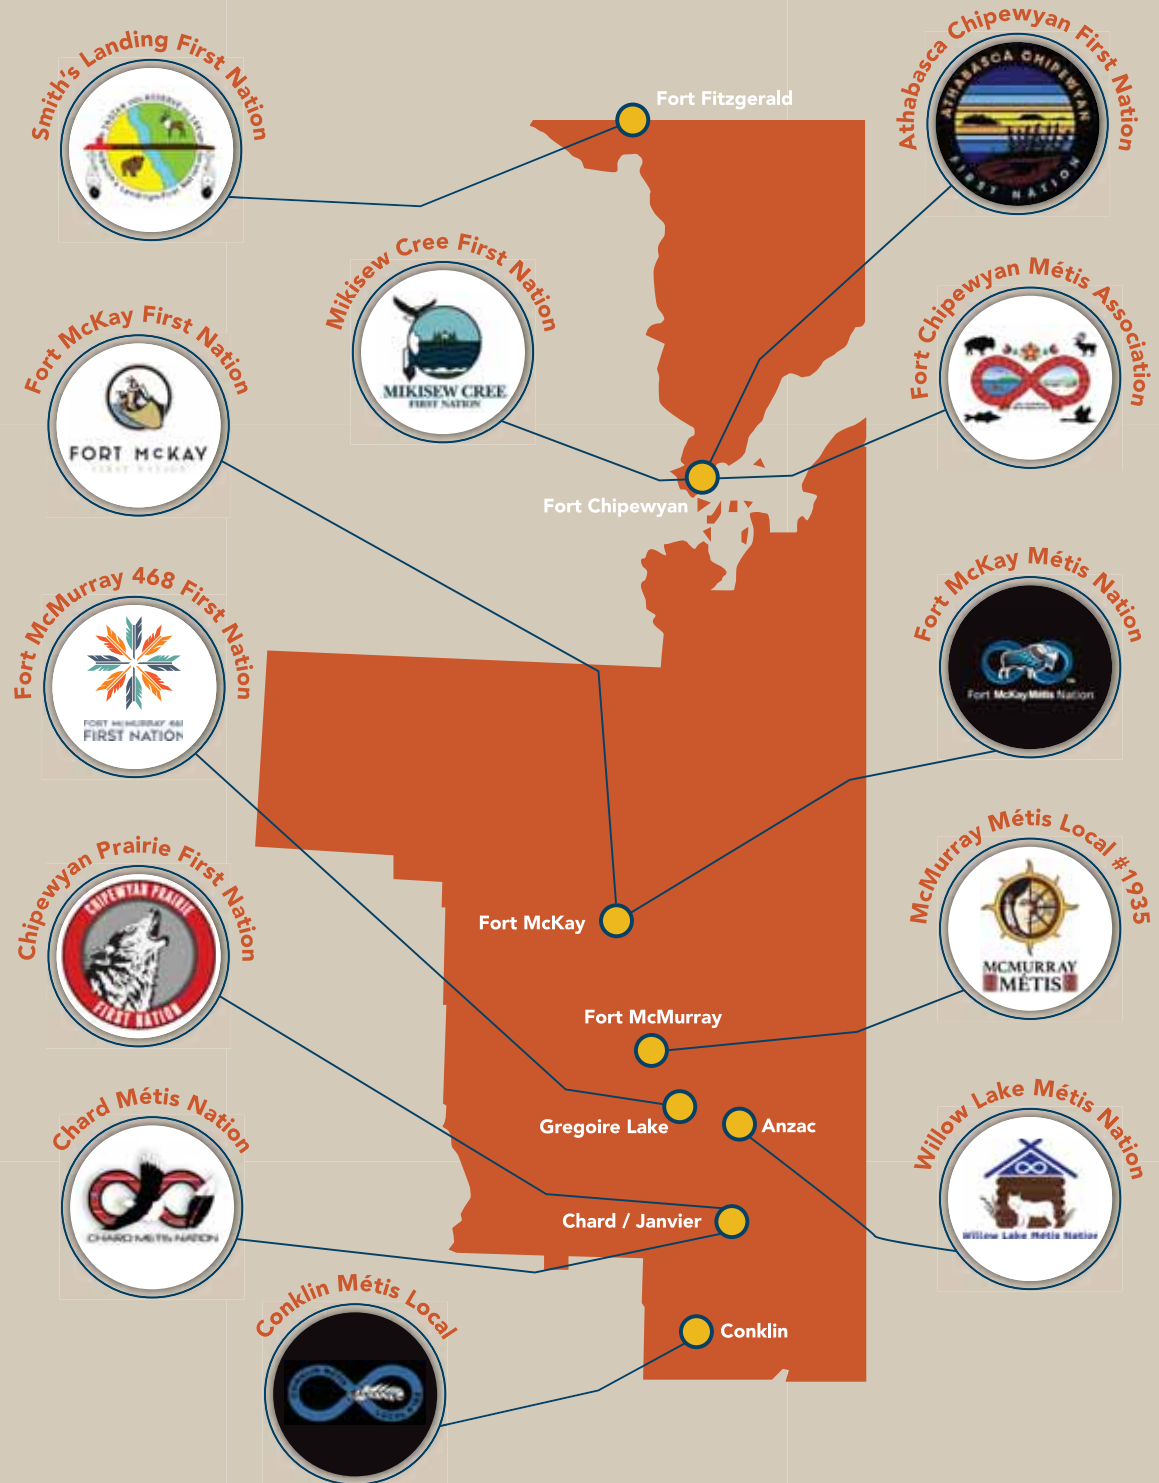 Smith's Landing First Nation
Fort Fitzgerald
Athabasca Chipewyan First Nation
ATHABASCA CHIPEWYAN
FIRST NATION
Mikisew Cree First Nation
MIKISEW CREE
FIRST NATION
Fort Chipewyan Métis Association
Fort McKay First Nation
FORT MCKAY
FIRST NATION
Fort Chipewyan
Fort McMurray 468 First Nation
FORT MCMURRAY 468
FIRST NATION
Fort McKay Métis Nation
Fort McKay Métis Nation
Chipewyan Prairie First Nation
CHIPEWYAN PRAIRIE
FIRST NATION
Fort McKay
McMurray Métis Local #1935
MCMURRAY
MÉTIS
Fort McMurray
Gregoire Lake
Anzac
Chard Métis Nation
CHARD MÉTIS NATION
Chard / Janvier
Willow Lake Métis Nation
Willow Lake Métis Nation
Conklin Métis Local
Conklin